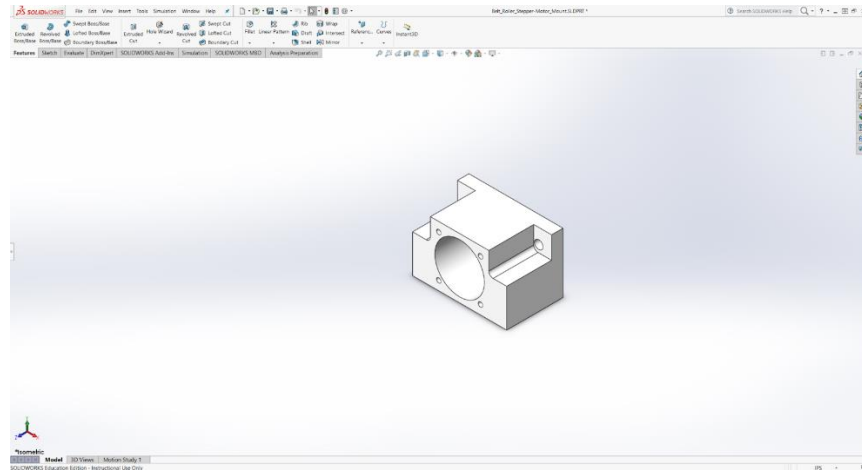 SOLIDWORKS File Edit View Insert Tools Simulation Window Help Belt_Roller_Stepper-Motor_Mount.SLDPRT * Search SOLIDWORKS Help
Extruded Boss/Base Revolved Boss/Base Swept Boss/Base Lofted Boss/Base Boundary Boss/Base Extruded Cut Hole Wizard Revolved Cut Swept Cut Lofted Cut Boundary Cut Fillet Linear Pattern Rib Draft Shell Wrap Intersect Mirror Referenc... Curves Instant3D
Features Sketch Evaluate DimXpert SOLIDWORKS Add-Ins Simulation SOLIDWORKS MBD Analysis Preparation
*Isometric
Model 3D Views Motion Study 1
SOLIDWORKS Education Edition - Instructional Use Only IPS